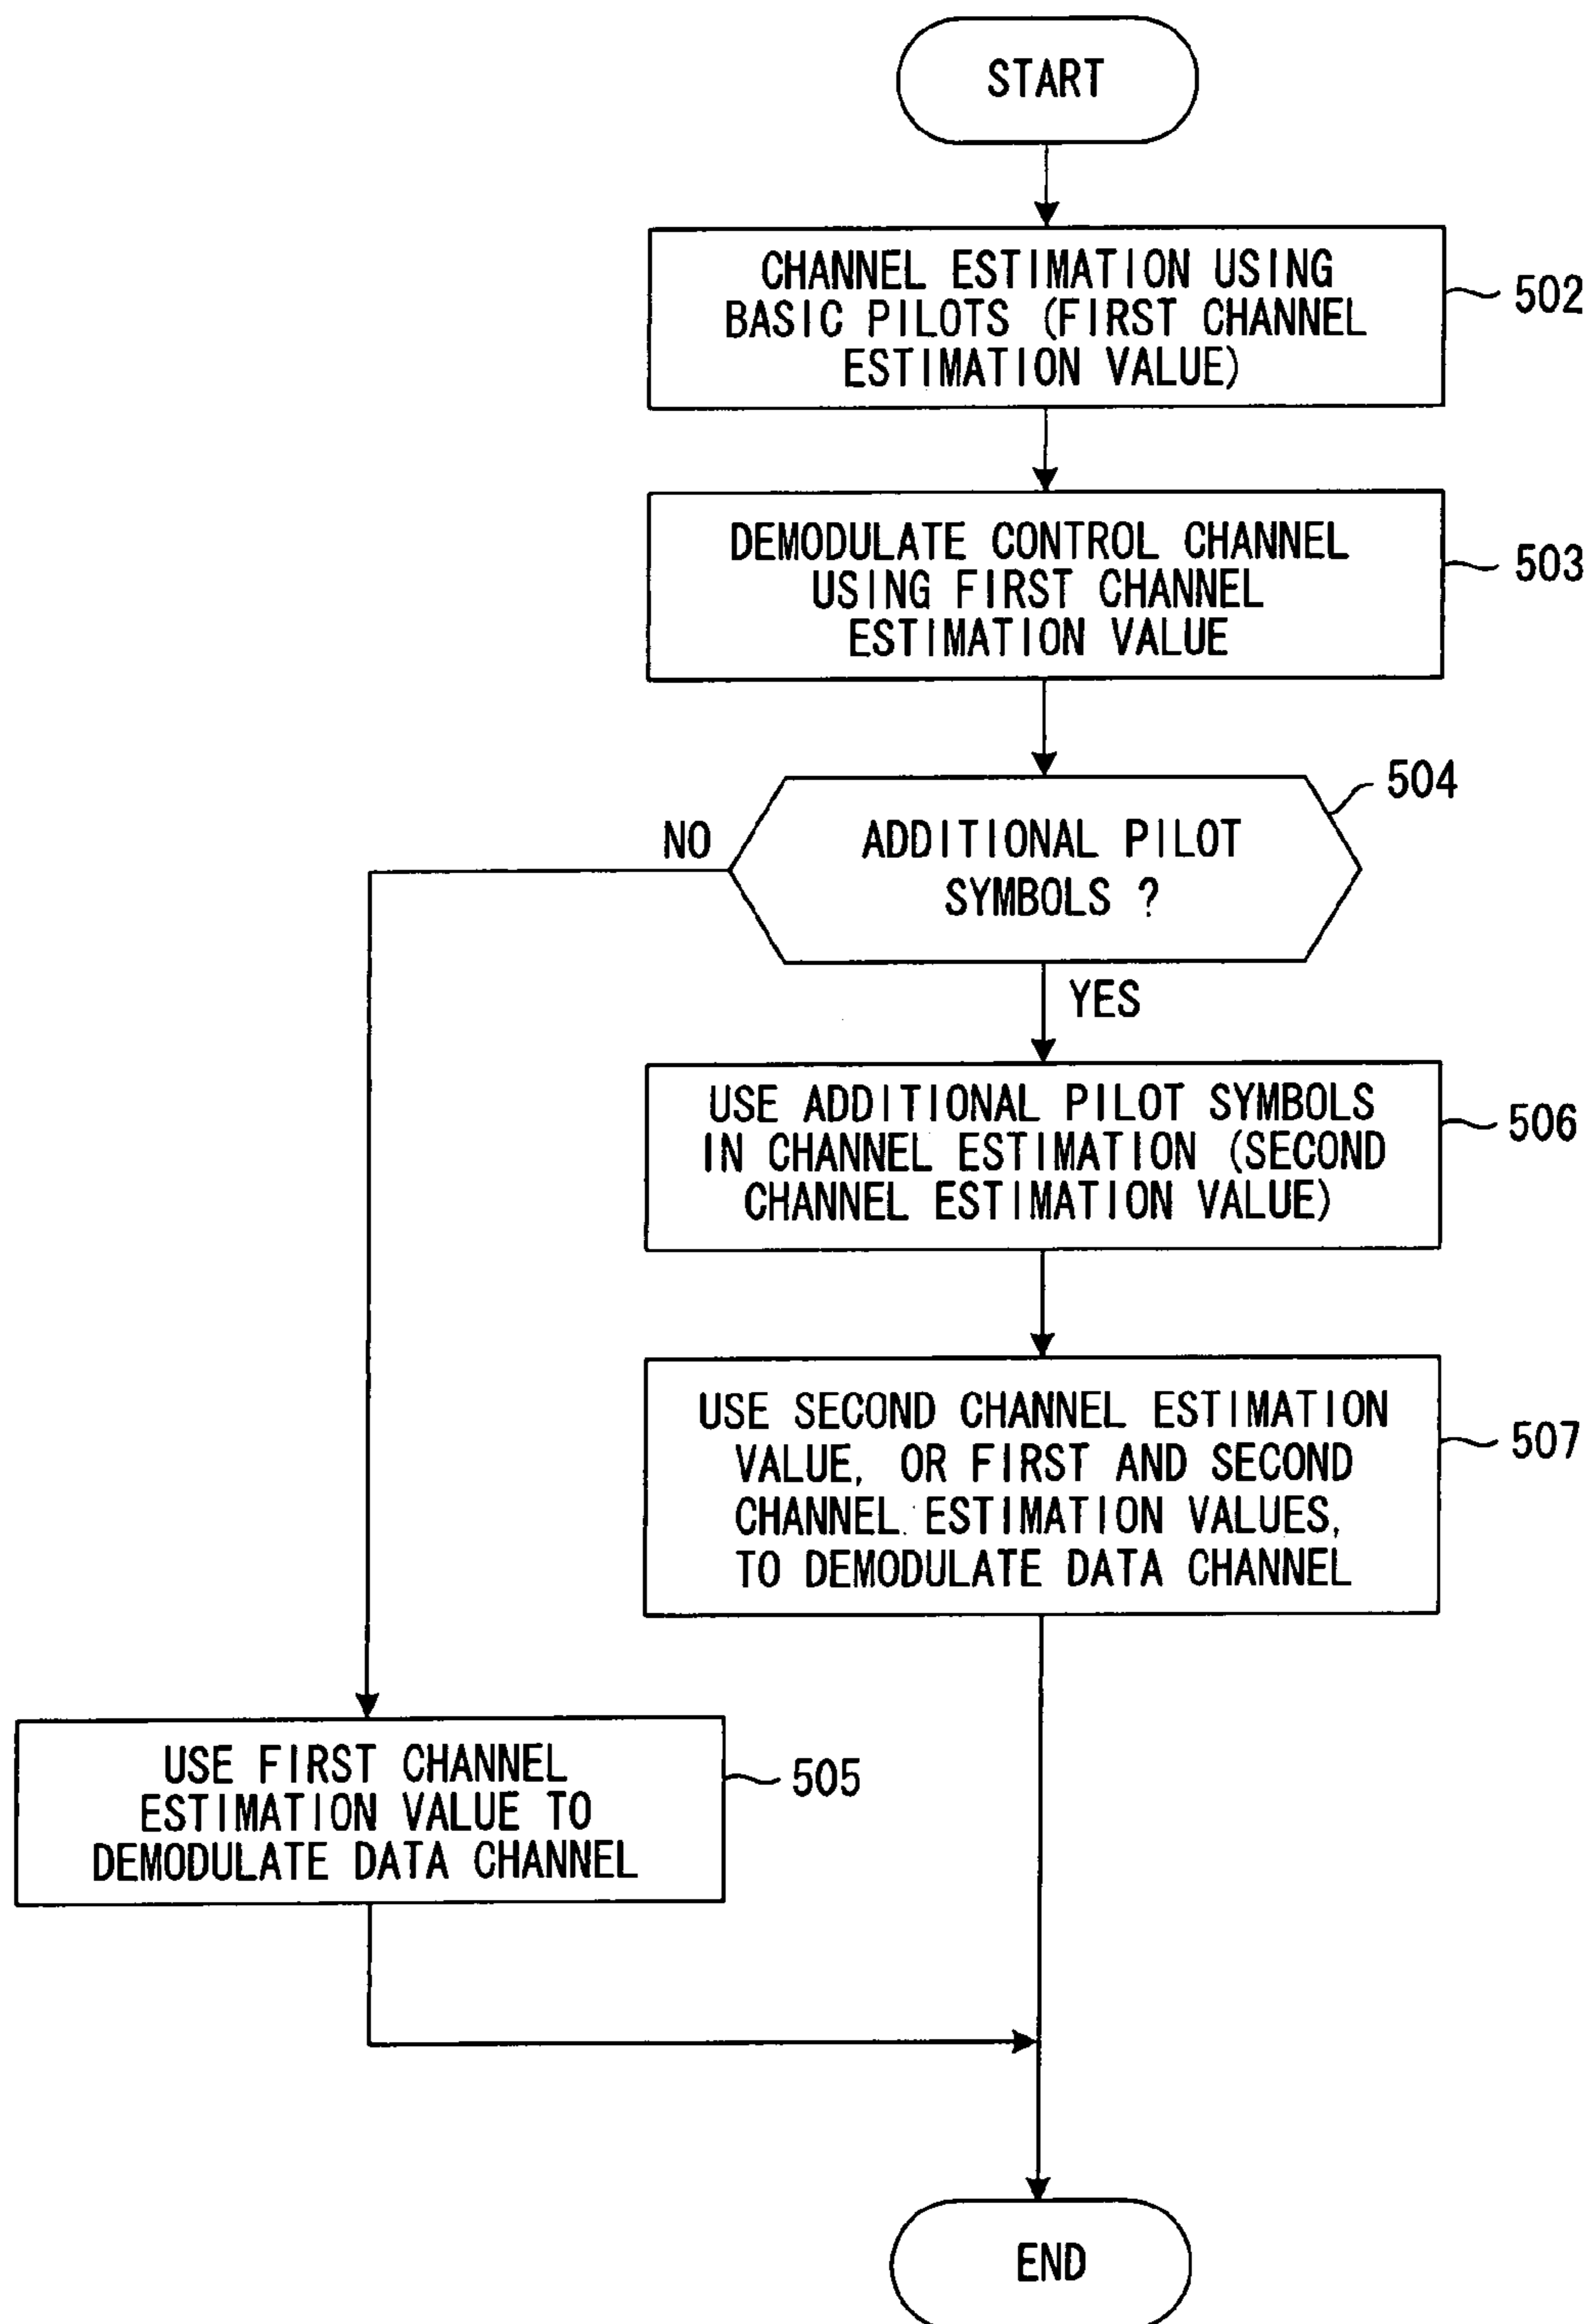 START
CHANNEL ESTIMATION USING
BASIC PILOTS (FIRST CHANNEL
ESTIMATION VALUE)
502
DEMODULATE CONTROL CHANNEL
USING FIRST CHANNEL
ESTIMATION VALUE
503
504
NO
ADDITIONAL PILOT
SYMBOLS ?
YES
USE ADDITIONAL PILOT SYMBOLS
IN CHANNEL ESTIMATION (SECOND
CHANNEL ESTIMATION VALUE)
506
USE SECOND CHANNEL ESTIMATION
VALUE, OR FIRST AND SECOND
CHANNEL ESTIMATION VALUES,
TO DEMODULATE DATA CHANNEL
507
USE FIRST CHANNEL
ESTIMATION VALUE TO
DEMODULATE DATA CHANNEL
505
END